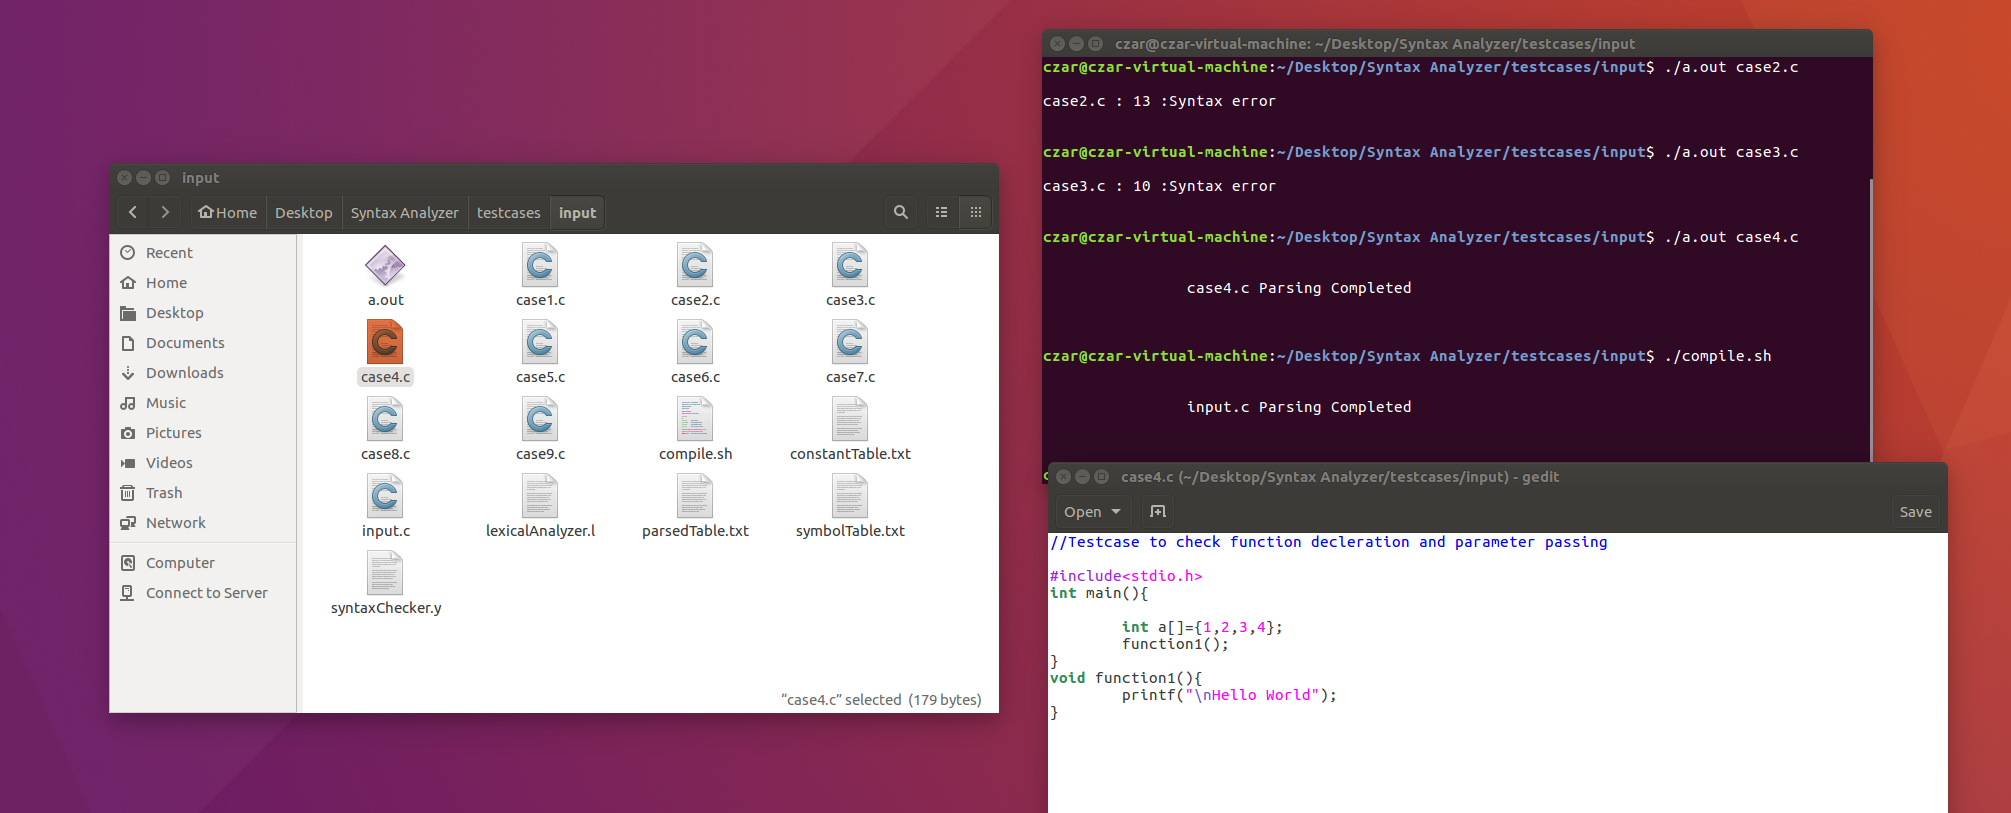 input
Home Desktop Syntax Analyzer testcases input
Recent
Home
Desktop
Documents
Downloads
Music
Pictures
Videos
Trash
Network
Computer
Connect to Server
a.out case1.c case2.c case3.c
case4.c case5.c case6.c case7.c
case8.c case9.c compile.sh constantTable.txt
input.c lexicalAnalyzer.l parsedTable.txt symbolTable.txt
syntaxChecker.y
“case4.c” selected (179 bytes)
czar@czar-virtual-machine: ~/Desktop/Syntax Analyzer/testcases/input
czar@czar-virtual-machine:~/Desktop/Syntax Analyzer/testcases/input$ ./a.out case2.c
case2.c : 13 :Syntax error
czar@czar-virtual-machine:~/Desktop/Syntax Analyzer/testcases/input$ ./a.out case3.c
case3.c : 10 :Syntax error
czar@czar-virtual-machine:~/Desktop/Syntax Analyzer/testcases/input$ ./a.out case4.c
case4.c Parsing Completed
czar@czar-virtual-machine:~/Desktop/Syntax Analyzer/testcases/input$ ./compile.sh
input.c Parsing Completed
case4.c (~/Desktop/Syntax Analyzer/testcases/input) - gedit
Open Save
//Testcase to check function decleration and parameter passing
#include<stdio.h>
int main(){
int a[]={1,2,3,4};
function1();
}
void function1(){
printf("\nHello World");
}